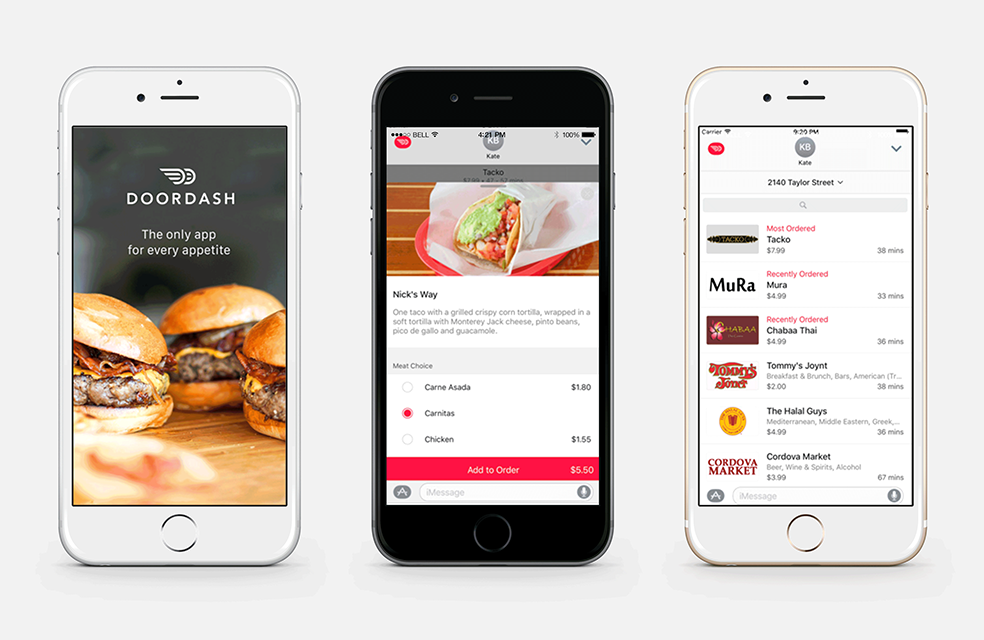 DOORDASH
The only app
for every appetite
BELL 4:21 PM 100%
KB
Kate
Tacko
$7.99 • 47 - 57 mins
Nick's Way
One taco with a grilled crispy corn tortilla, wrapped in a
soft tortilla with Monterey Jack cheese, pinto beans,
pico de gallo and guacamole.
Meat Choice
Carne Asada $1.80
Carnitas
Chicken $1.55
Add to Order $5.50
iMessage
Carrier 9:20 PM
KB
Kate
2140 Taylor Street
TACKO
Most Ordered
Tacko
$7.99 38 mins
MuRa
Recently Ordered
Mura
$4.99 33 mins
CHABAA
Recently Ordered
Chabaa Thai
$4.99 36 mins
TOMMY'S
JOYNT
Tommy's Joynt
Breakfast & Brunch, Bars, American (Tr...
$2.00 38 mins
The Halal Guys
Mediterranean, Middle Eastern, Greek,...
$4.99 36 mins
CORDOVA
MARKET
Cordova Market
Beer, Wine & Spirits, Alcohol
$3.99 67 mins
iMessage